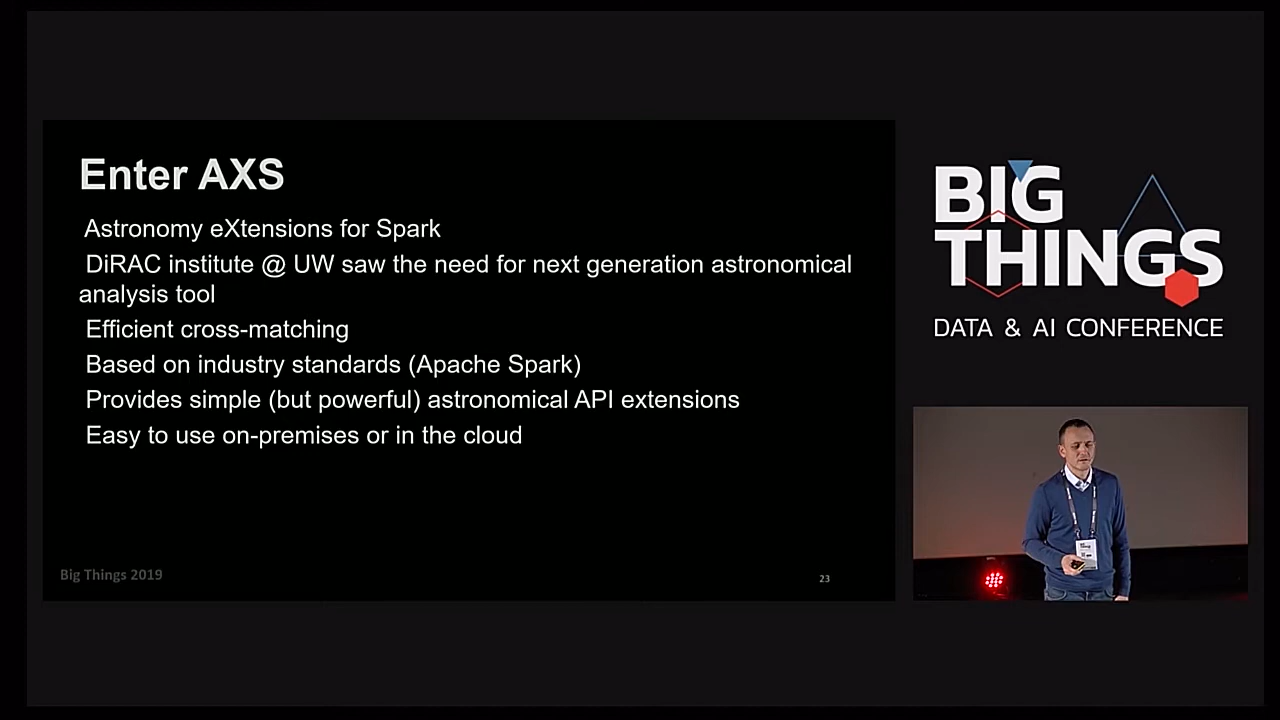 Enter AXS
Astronomy eXtensions for Spark
DiRAC institute @ UW saw the need for next generation astronomical
analysis tool
Efficient cross-matching
Based on industry standards (Apache Spark)
Provides simple (but powerful) astronomical API extensions
Easy to use on-premises or in the cloud
Big Things 2019
23
BIG
THINGS
DATA & AI CONFERENCE